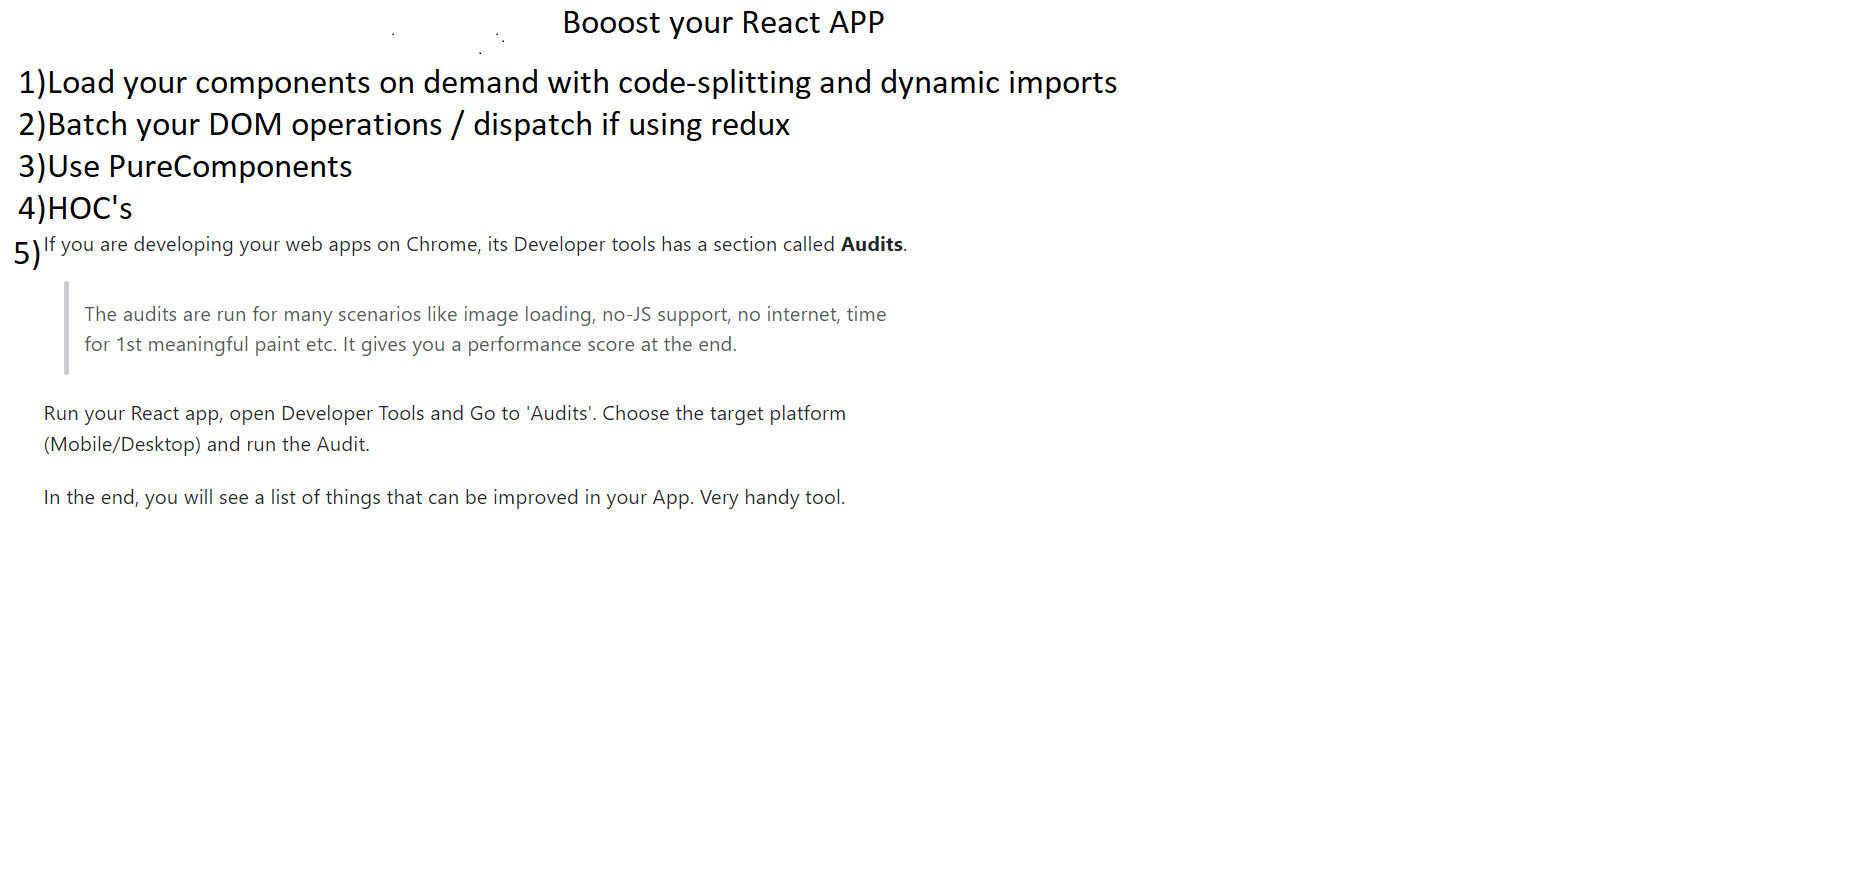 Booost your React APP
1)Load your components on demand with code-splitting and dynamic imports
2)Batch your DOM operations / dispatch if using redux
3)Use PureComponents
4)HOC's
5)If you are developing your web apps on Chrome, its Developer tools has a section called Audits.
The audits are run for many scenarios like image loading, no-JS support, no internet, time
for 1st meaningful paint etc. It gives you a performance score at the end.
Run your React app, open Developer Tools and Go to 'Audits'. Choose the target platform
(Mobile/Desktop) and run the Audit.
In the end, you will see a list of things that can be improved in your App. Very handy tool.